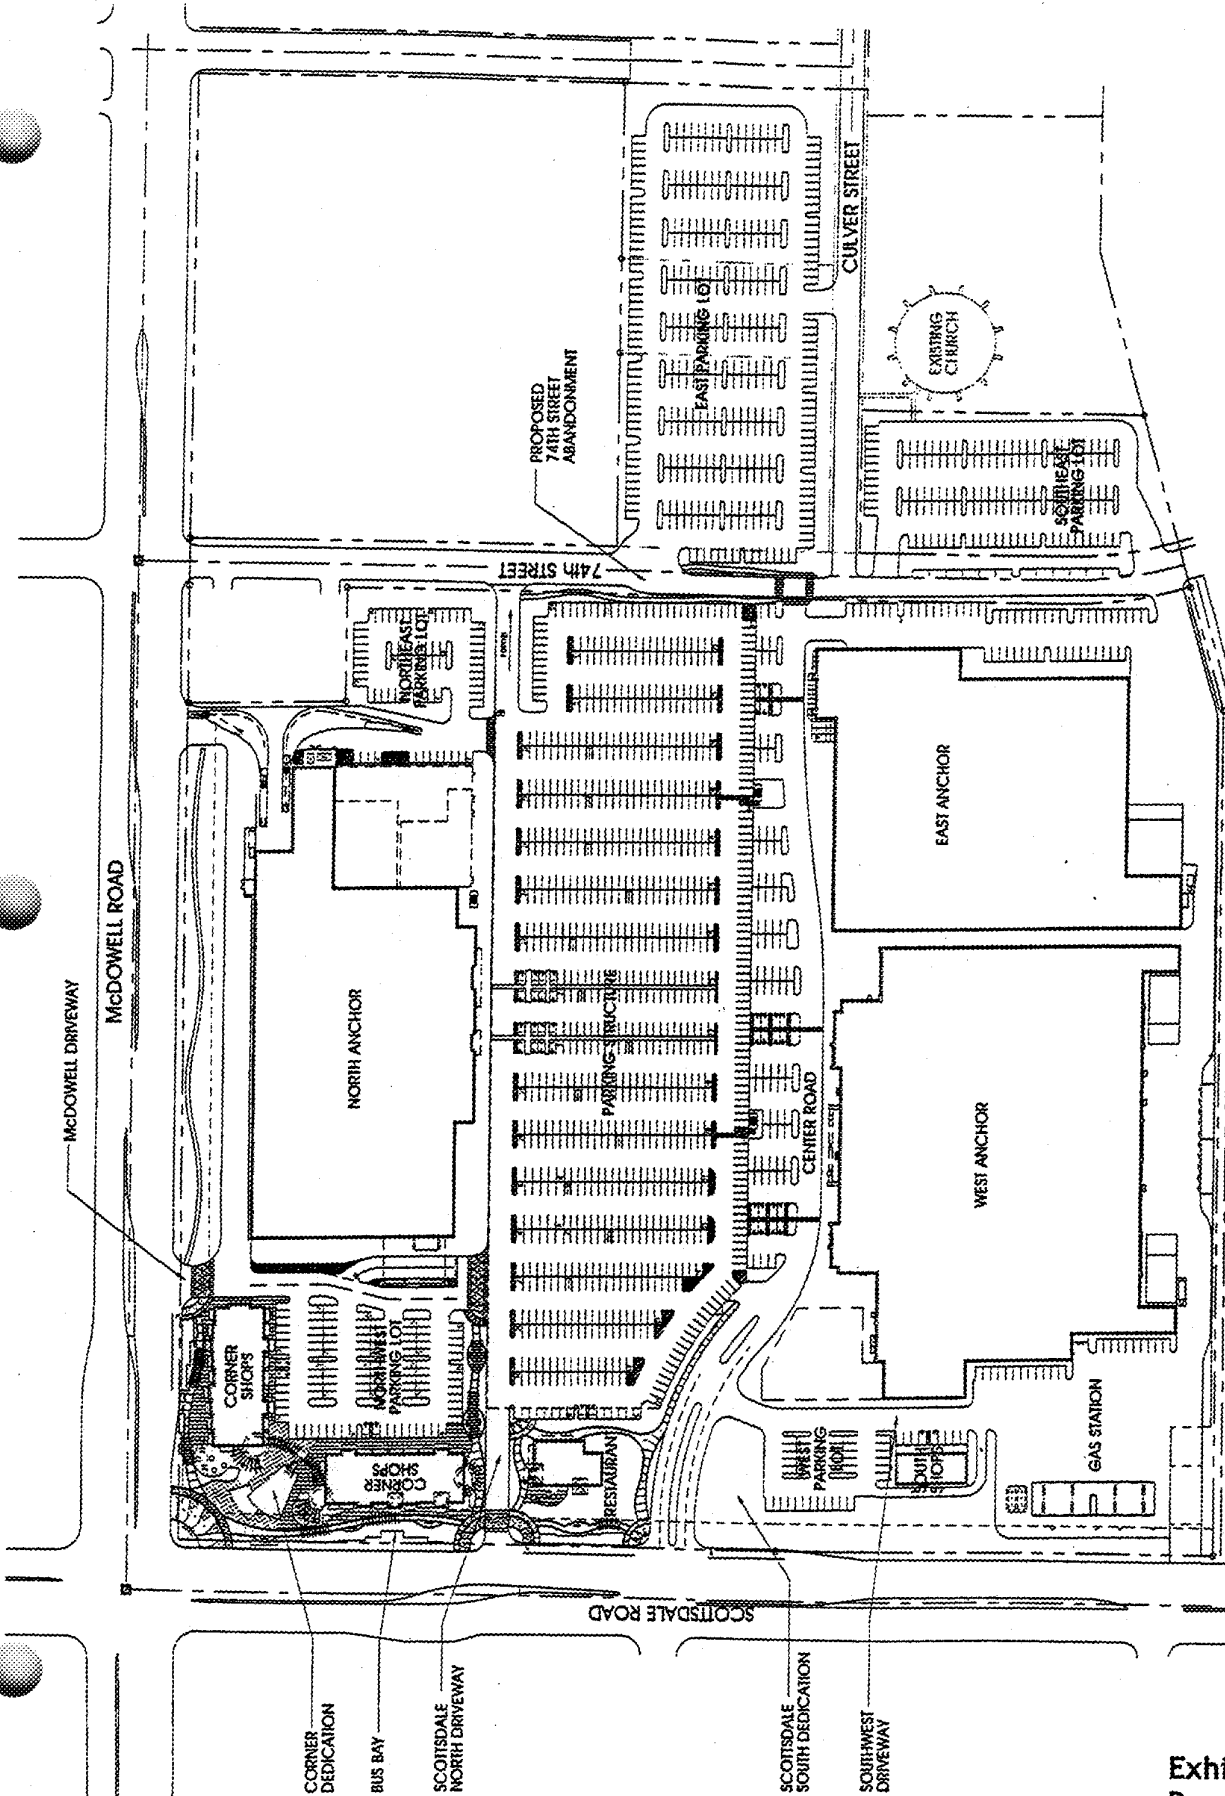 McDOWELL DRIVEWAY
McDOWELL ROAD
CORNER
SHOPS
NORTHWEST
PARKING LOT
CORNER
SHOPS
NORTH ANCHOR
NORTHEAST
PARKING LOT
74th STREET
PROPOSED
74TH STREET
ABANDONMENT
EAST PARKING LOT
CULVER STREET
EXISTING
CHURCH
SOUTHEAST
PARKING LOT
PARKING STRUCTURE
CENTER ROAD
EAST ANCHOR
WEST ANCHOR
RESTAURANT
WEST
PARKING
LOT
SOUTH
SHOPS
GAS STATION
SCOTTSDALE ROAD
CORNER
DEDICATION
BUS BAY
SCOTTSDALE
NORTH DRIVEWAY
SCOTTSDALE
SOUTH DEDICATION
SOUTHWEST
DRIVEWAY
Exhi